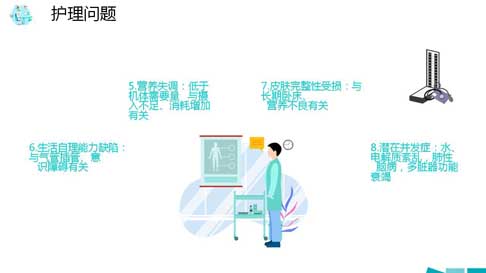 护理问题
5.营养失调：低于
机体需要量　与摄
入不足、消耗增加
有关
7.皮肤完整性受损：与
长期卧床、
营养不良有关
6.生活自理能力缺陷：
与气管插管、意
识障碍有关
8.潜在并发症：水、
电解质紊乱，肺性
脑病，多脏器功能
衰竭